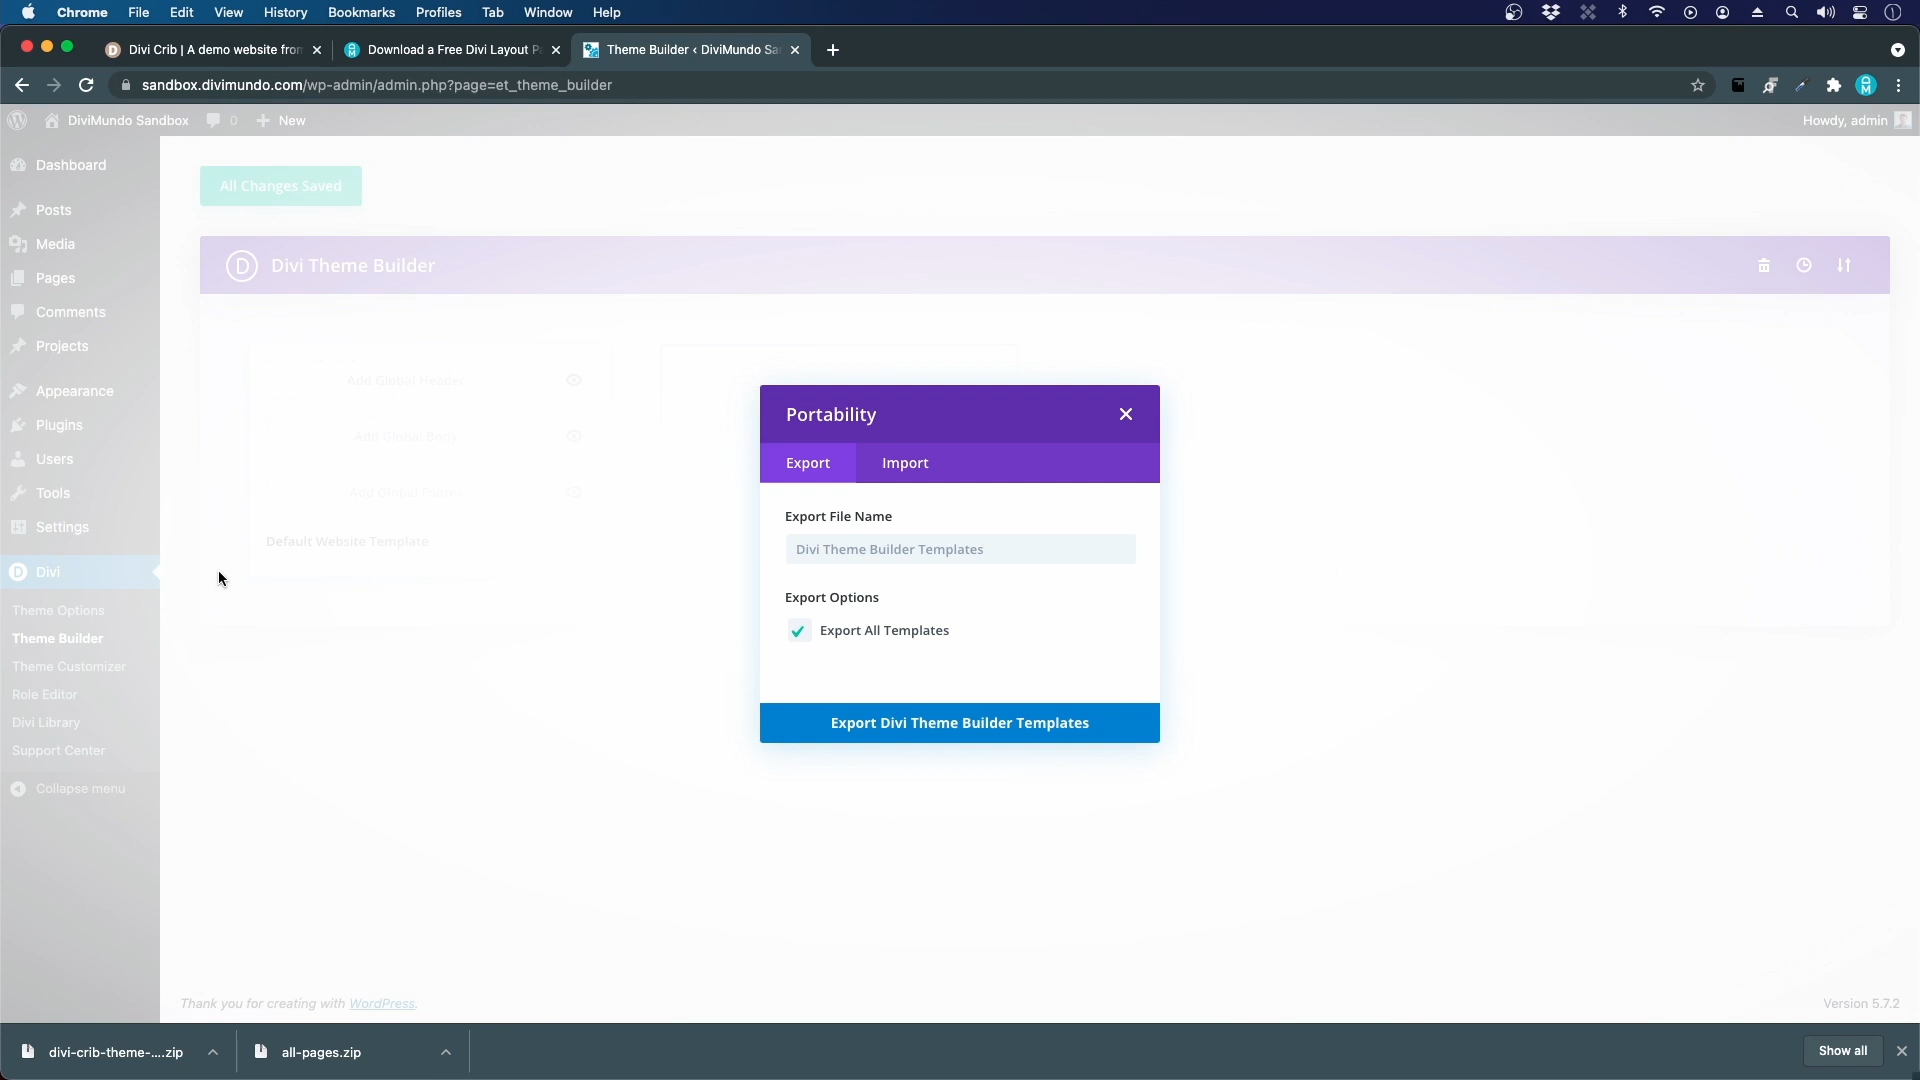 Chrome File Edit View History Bookmarks Profiles Tab Window Help
Divi Crib | A demo website from
Download a Free Divi Layout Pa
Theme Builder ‹ DiviMundo San
sandbox.divimundo.com/wp-admin/admin.php?page=et_theme_builder
DiviMundo Sandbox 0 New
Howdy, admin
Dashboard
Posts
Media
Pages
Comments
Projects
Appearance
Plugins
Users
Tools
Settings
Divi
Theme Options
Theme Builder
Theme Customizer
Role Editor
Divi Library
Support Center
Collapse menu
All Changes Saved
Divi Theme Builder
Add Global Header
Add Global Body
Add Global Footer
Default Website Template
Portability
Export Import
Export File Name
Divi Theme Builder Templates
Export Options
Export All Templates
Export Divi Theme Builder Templates
Thank you for creating with WordPress.
Version 5.7.2
divi-crib-theme-....zip
all-pages.zip
Show all